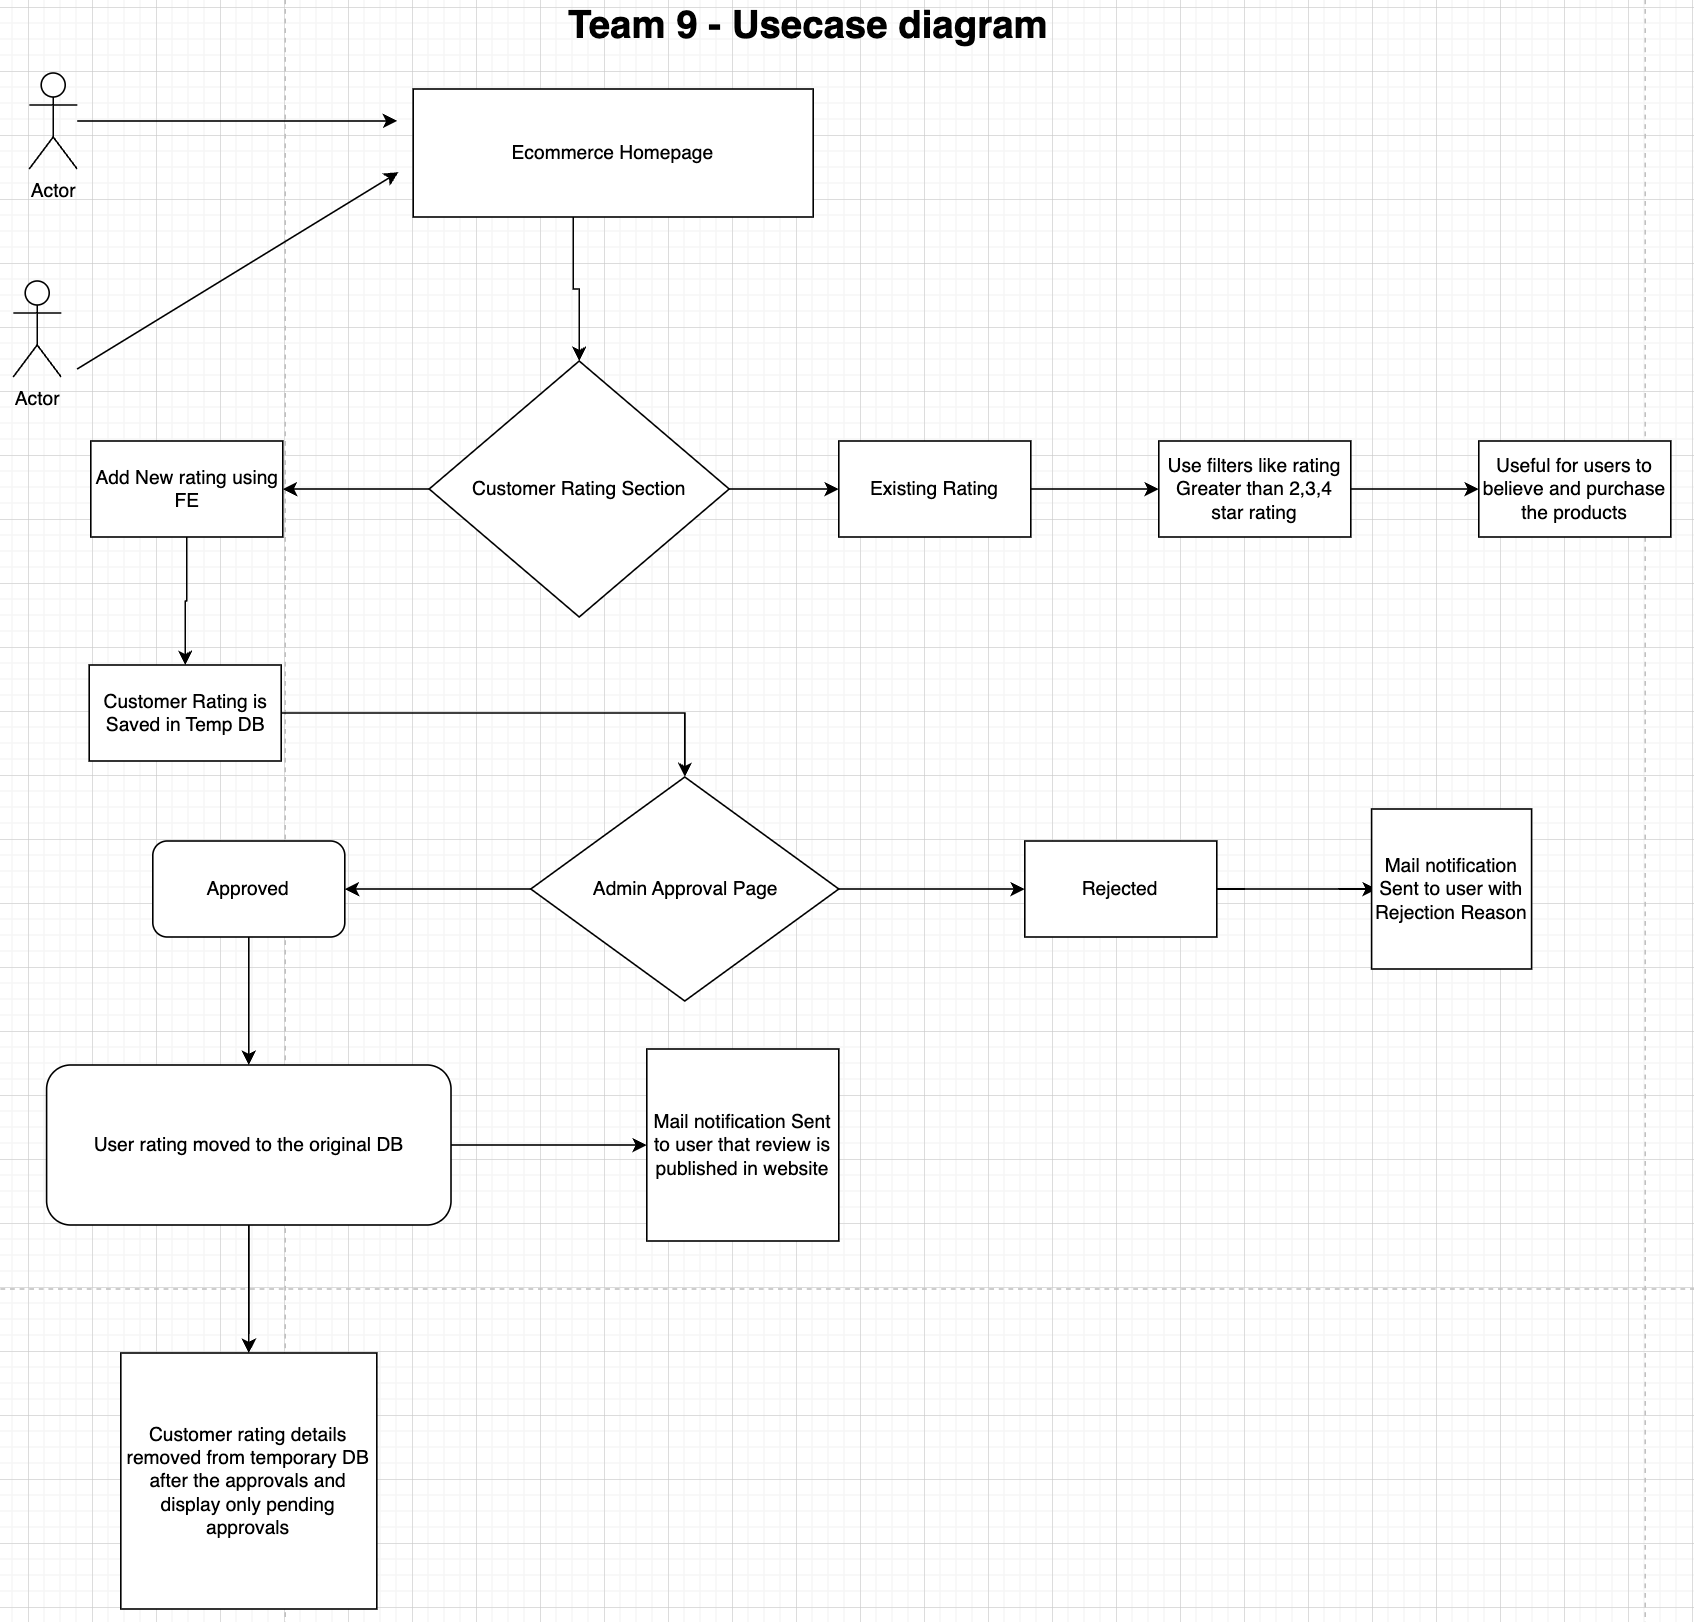 Team 9 - Usecase diagram
Actor
Ecommerce Homepage
Actor
Add New rating using
FE
Customer Rating Section
Existing Rating
Use filters like rating
Greater than 2,3,4
star rating
Useful for users to
believe and purchase
the products
Customer Rating is
Saved in Temp DB
Approved
Admin Approval Page
Rejected
Mail notification
Sent to user with
Rejection Reason
User rating moved to the original DB
Mail notification Sent
to user that review is
published in website
Customer rating details
removed from temporary DB
after the approvals and
display only pending
approvals